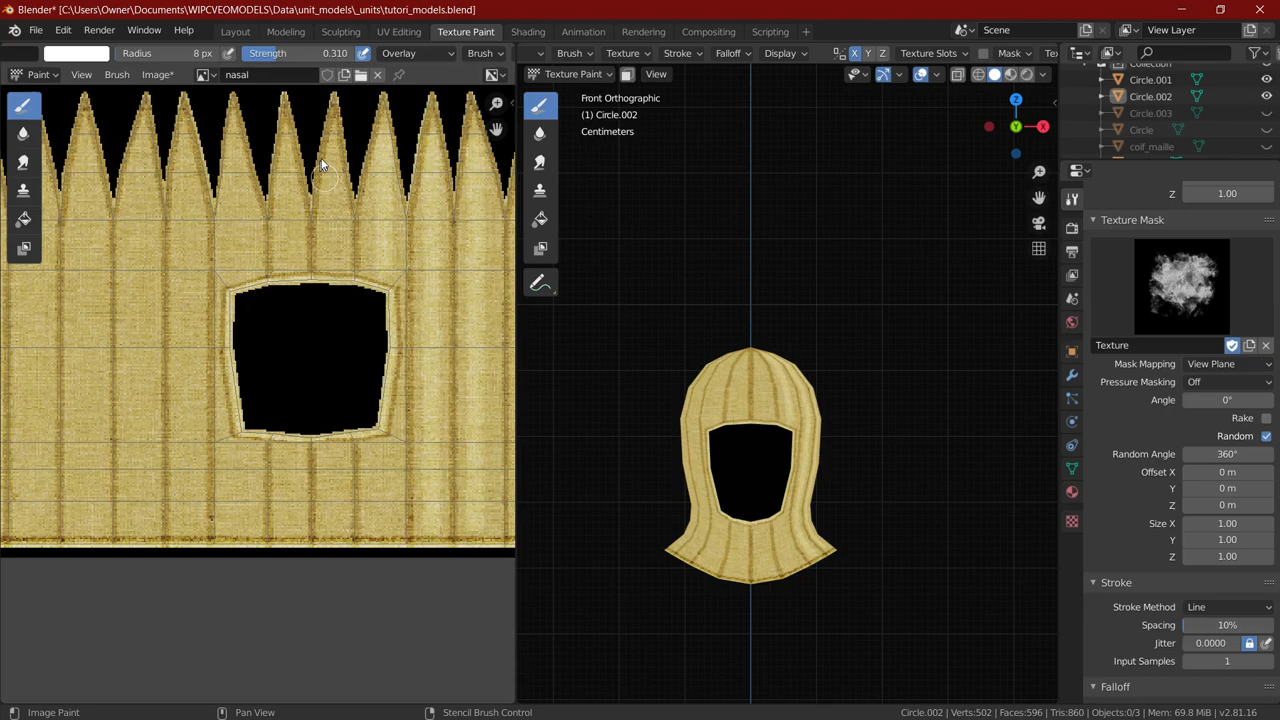 Blender* [C:\Users\Owner\Documents\WIPCVEOMODELS\Data\unit_models\_units\tutori_models.blend]
File Edit Render Window Help Layout Modeling Sculpting UV Editing Texture Paint Shading Animation Rendering Compositing Scripting + Scene View Layer
Radius 8 px Strength 0.310 Overlay Brush Brush Texture Stroke Falloff Display X Y Z Texture Slots Mask Tex
Paint View Brush Image* nasal Texture Paint View
Collection
Circle.001
Circle.002
Circle.003
Circle
coif_maille
Front Orthographic
(1) Circle.002
Centimeters
Z
X
Y
Z 1.00
Texture Mask
Texture
Mask Mapping View Plane
Pressure Masking Off
Angle 0°
Rake
Random
Random Angle 360°
Offset X 0 m
Y 0 m
Z 0 m
Size X 1.00
Y 1.00
Z 1.00
Stroke
Stroke Method Line
Spacing 10%
Jitter 0.0000
Input Samples 1
Falloff
Image Paint Pan View Stencil Brush Control Circle.002 | Verts:502 | Faces:596 | Tris:860 | Objects:0/3 | Mem: 69.8 MiB | v2.81.16